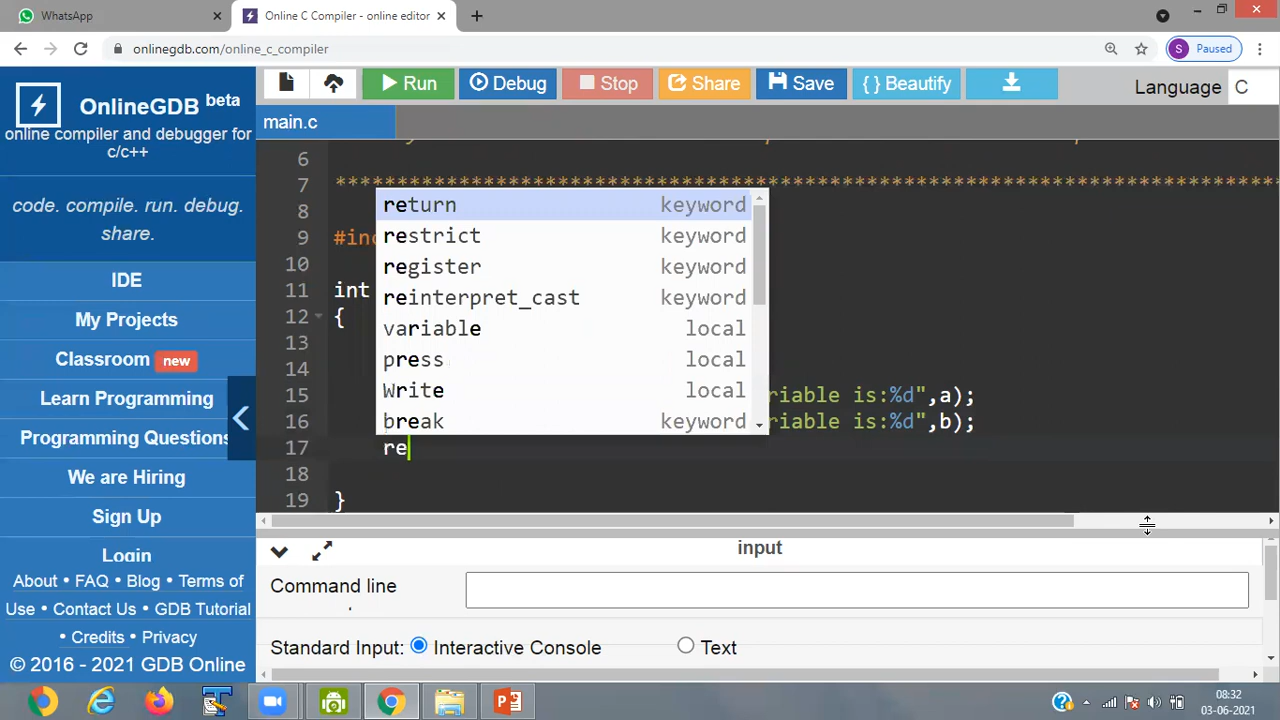 WhatsApp
Online C Compiler - online editor
onlinegdb.com/online_c_compiler
S Paused
OnlineGDB beta
online compiler and debugger for
c/c++
code. compile. run. debug.
share.
IDE
My Projects
Classroom new
Learn Programming
Programming Questions
We are Hiring
Sign Up
Login
About • FAQ • Blog • Terms of
Use • Contact Us • GDB Tutorial
• Credits • Privacy
© 2016 - 2021 GDB Online
Run Debug Stop Share Save { } Beautify Language C
main.c
6
7 ******************************************************************************
8
9 #inc
10
11 int
12 {
13
14
15 riable is:%d",a);
16 riable is:%d",b);
17 re
18
19 }
return keyword
restrict keyword
register keyword
reinterpret_cast keyword
variable local
press local
Write local
break keyword
input
Command line
Standard Input: Interactive Console Text
08:32
03-06-2021